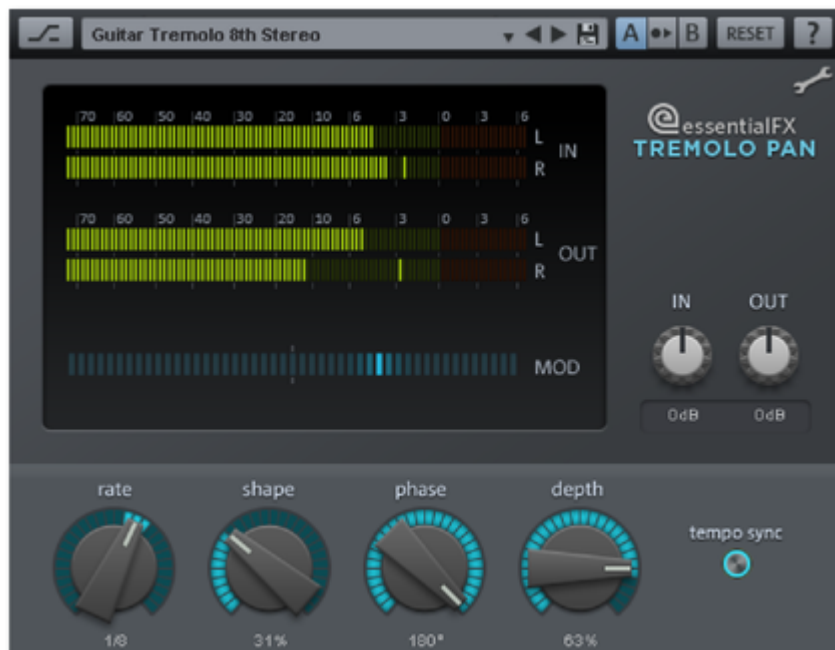 Guitar Tremolo 8th Stereo A B RESET ?
essentialFX
TREMOLO PAN
70 60 50 40 30 20 10 6 3 0 3 6
L
IN
R
70 60 50 40 30 20 10 6 3 0 3 6
L
OUT
R
MOD
IN OUT
0dB 0dB
rate shape phase depth
tempo sync
1/8 31% 180° 63%